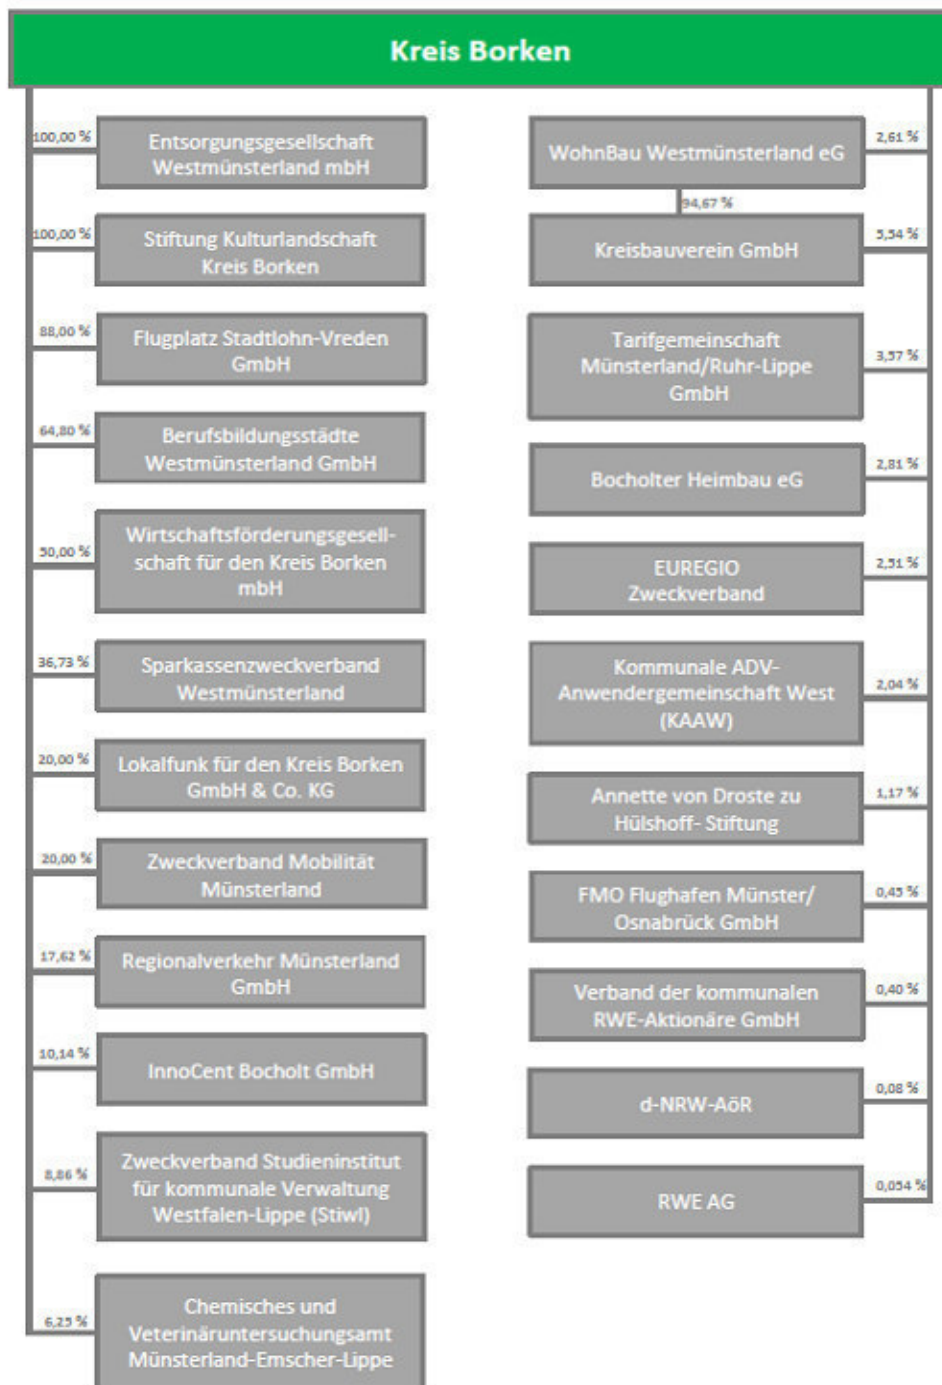 Kreis Borken
100,00 %
Entsorgungsgesellschaft
Westmünsterland mbH
100,00 %
Stiftung Kulturlandschaft
Kreis Borken
88,00 %
Flugplatz Stadtlohn-Vreden
GmbH
64,80 %
Berufsbildungsstädte
Westmünsterland GmbH
50,00 %
Wirtschaftsförderungsgesell-
schaft für den Kreis Borken
mbH
36,73 %
Sparkassenzweckverband
Westmünsterland
20,00 %
Lokalfunk für den Kreis Borken
GmbH & Co. KG
20,00 %
Zweckverband Mobilität
Münsterland
17,62 %
Regionalverkehr Münsterland
GmbH
10,14 %
InnoCent Bocholt GmbH
8,86 %
Zweckverband Studieninstitut
für kommunale Verwaltung
Westfalen-Lippe (Stiwl)
6,25 %
Chemisches und
Veterinäruntersuchungsamt
Münsterland-Emscher-Lippe
WohnBau Westmünsterland eG
2,61 %
94,67 %
Kreisbauverein GmbH
5,54 %
Tarifgemeinschaft
Münsterland/Ruhr-Lippe
GmbH
3,57 %
Bocholter Heimbau eG
2,81 %
EUREGIO
Zweckverband
2,51 %
Kommunale ADV-
Anwendergemeinschaft West
(KAAW)
2,04 %
Annette von Droste zu
Hülshoff- Stiftung
1,17 %
FMO Flughafen Münster/
Osnabrück GmbH
0,45 %
Verband der kommunalen
RWE-Aktionäre GmbH
0,40 %
d-NRW-AöR
0,08 %
RWE AG
0,054 %